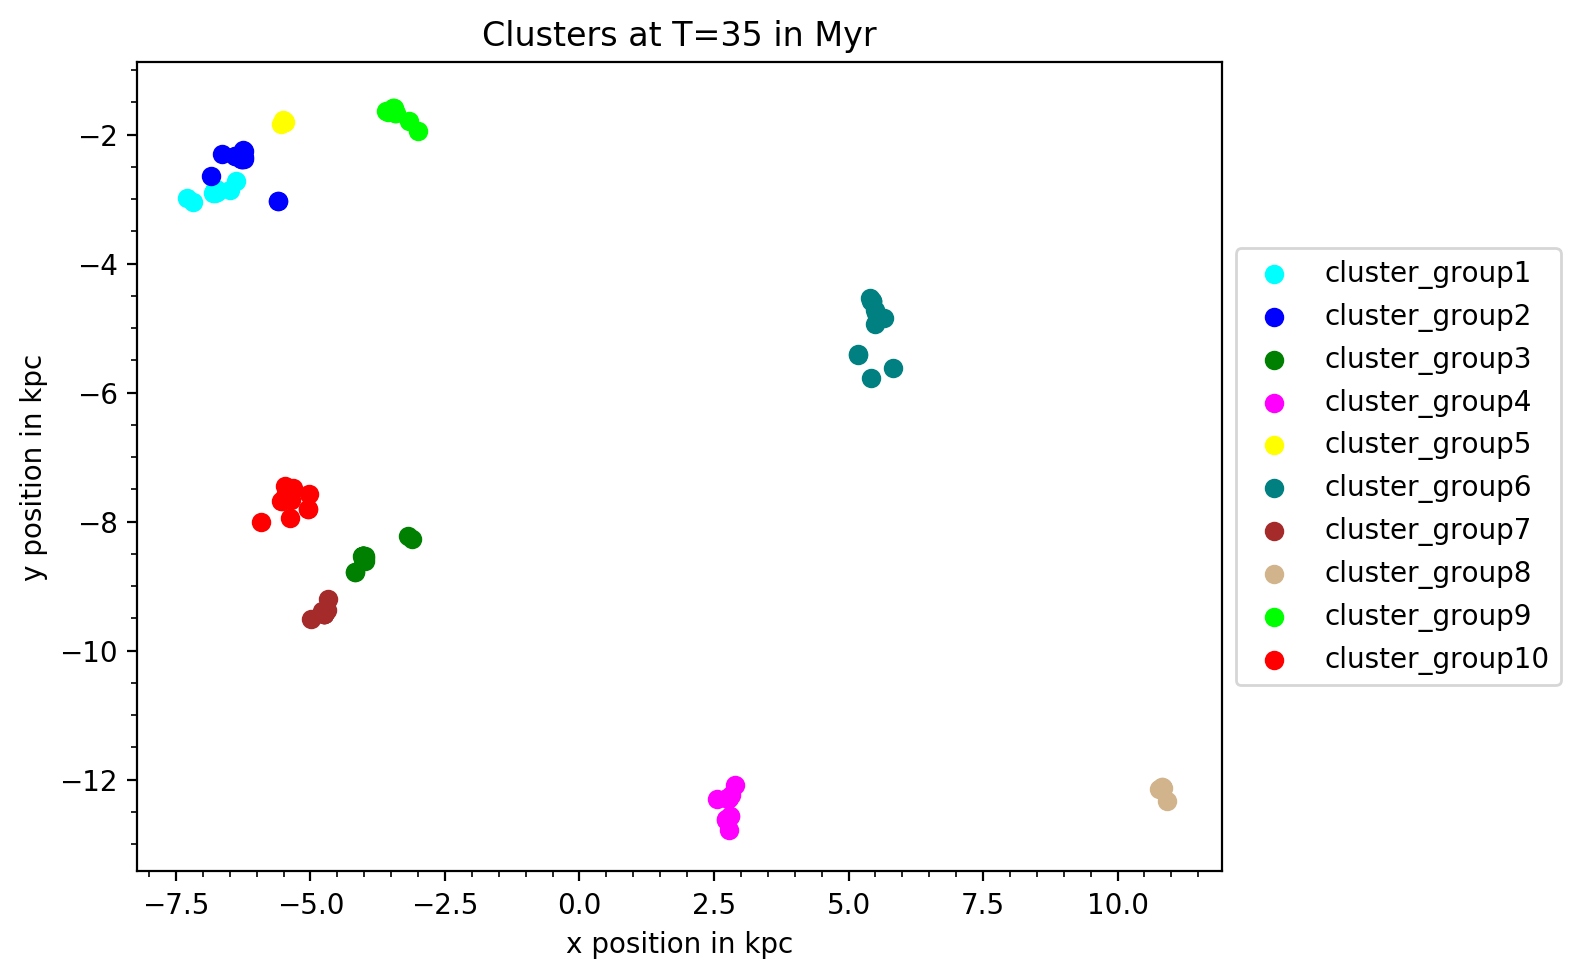 Clusters at T=35 in Myr
y position in kpc
−2
−4
−6
−8
−10
−12
−7.5 −5.0 −2.5 0.0 2.5 5.0 7.5 10.0
x position in kpc
cluster_group1
cluster_group2
cluster_group3
cluster_group4
cluster_group5
cluster_group6
cluster_group7
cluster_group8
cluster_group9
cluster_group10